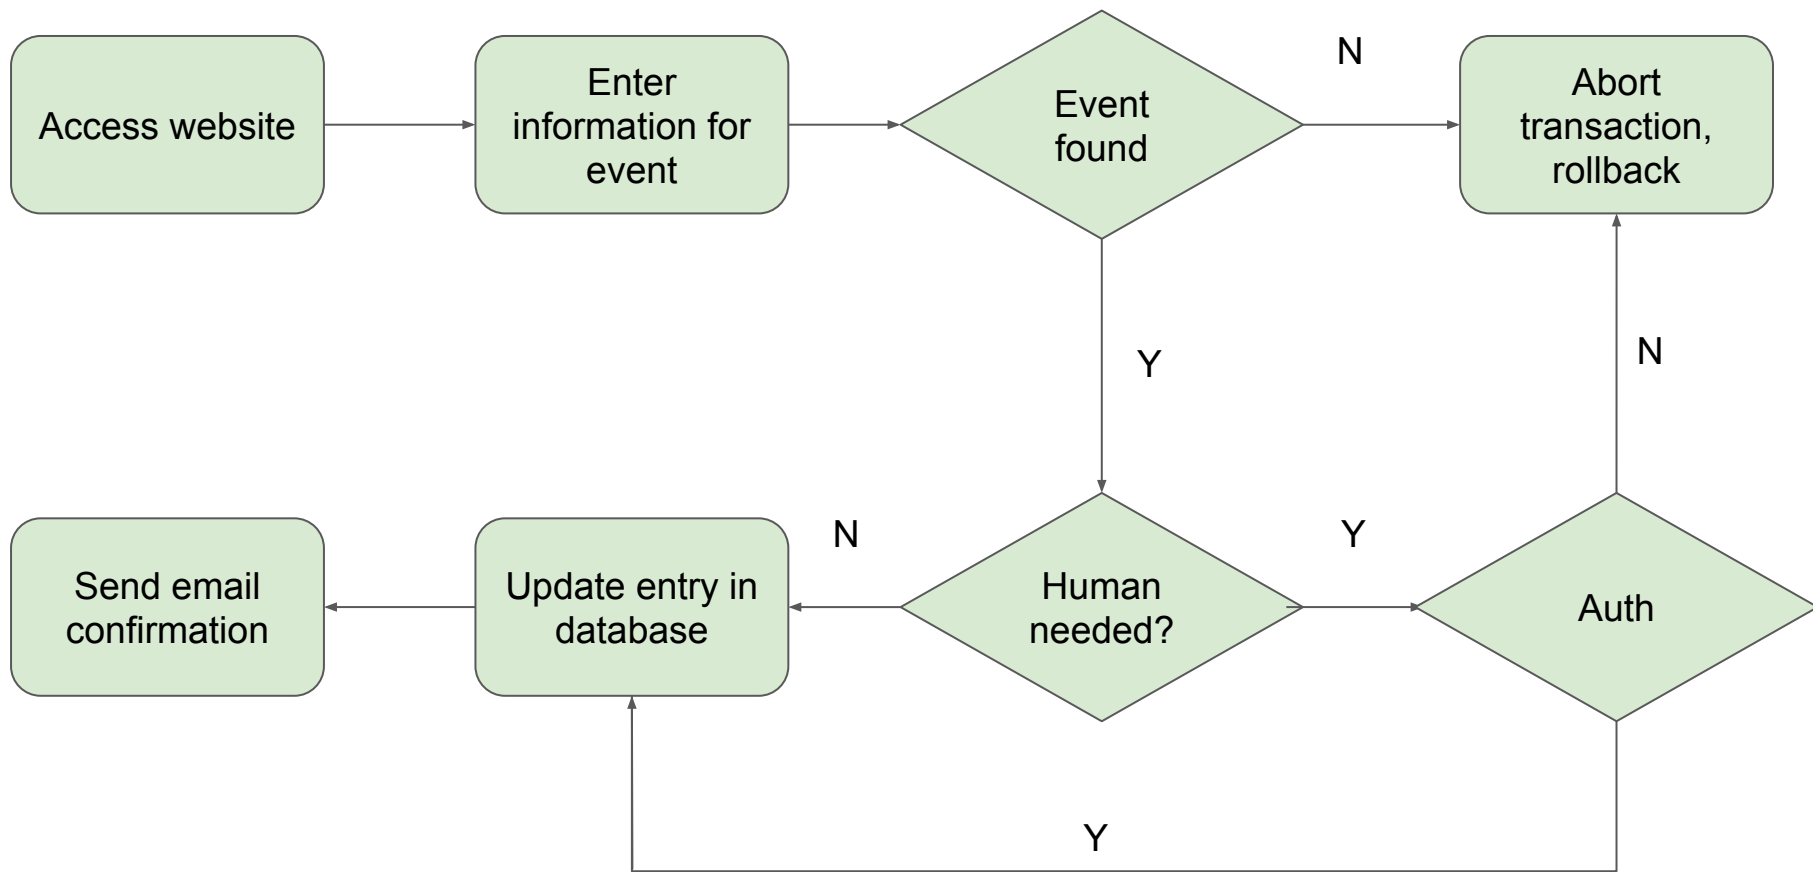 Access website
Enter
information for
event
Event
found
N
Abort
transaction,
rollback
Y
N
Send email
confirmation
Update entry in
database
N
Human
needed?
Y
Auth
Y